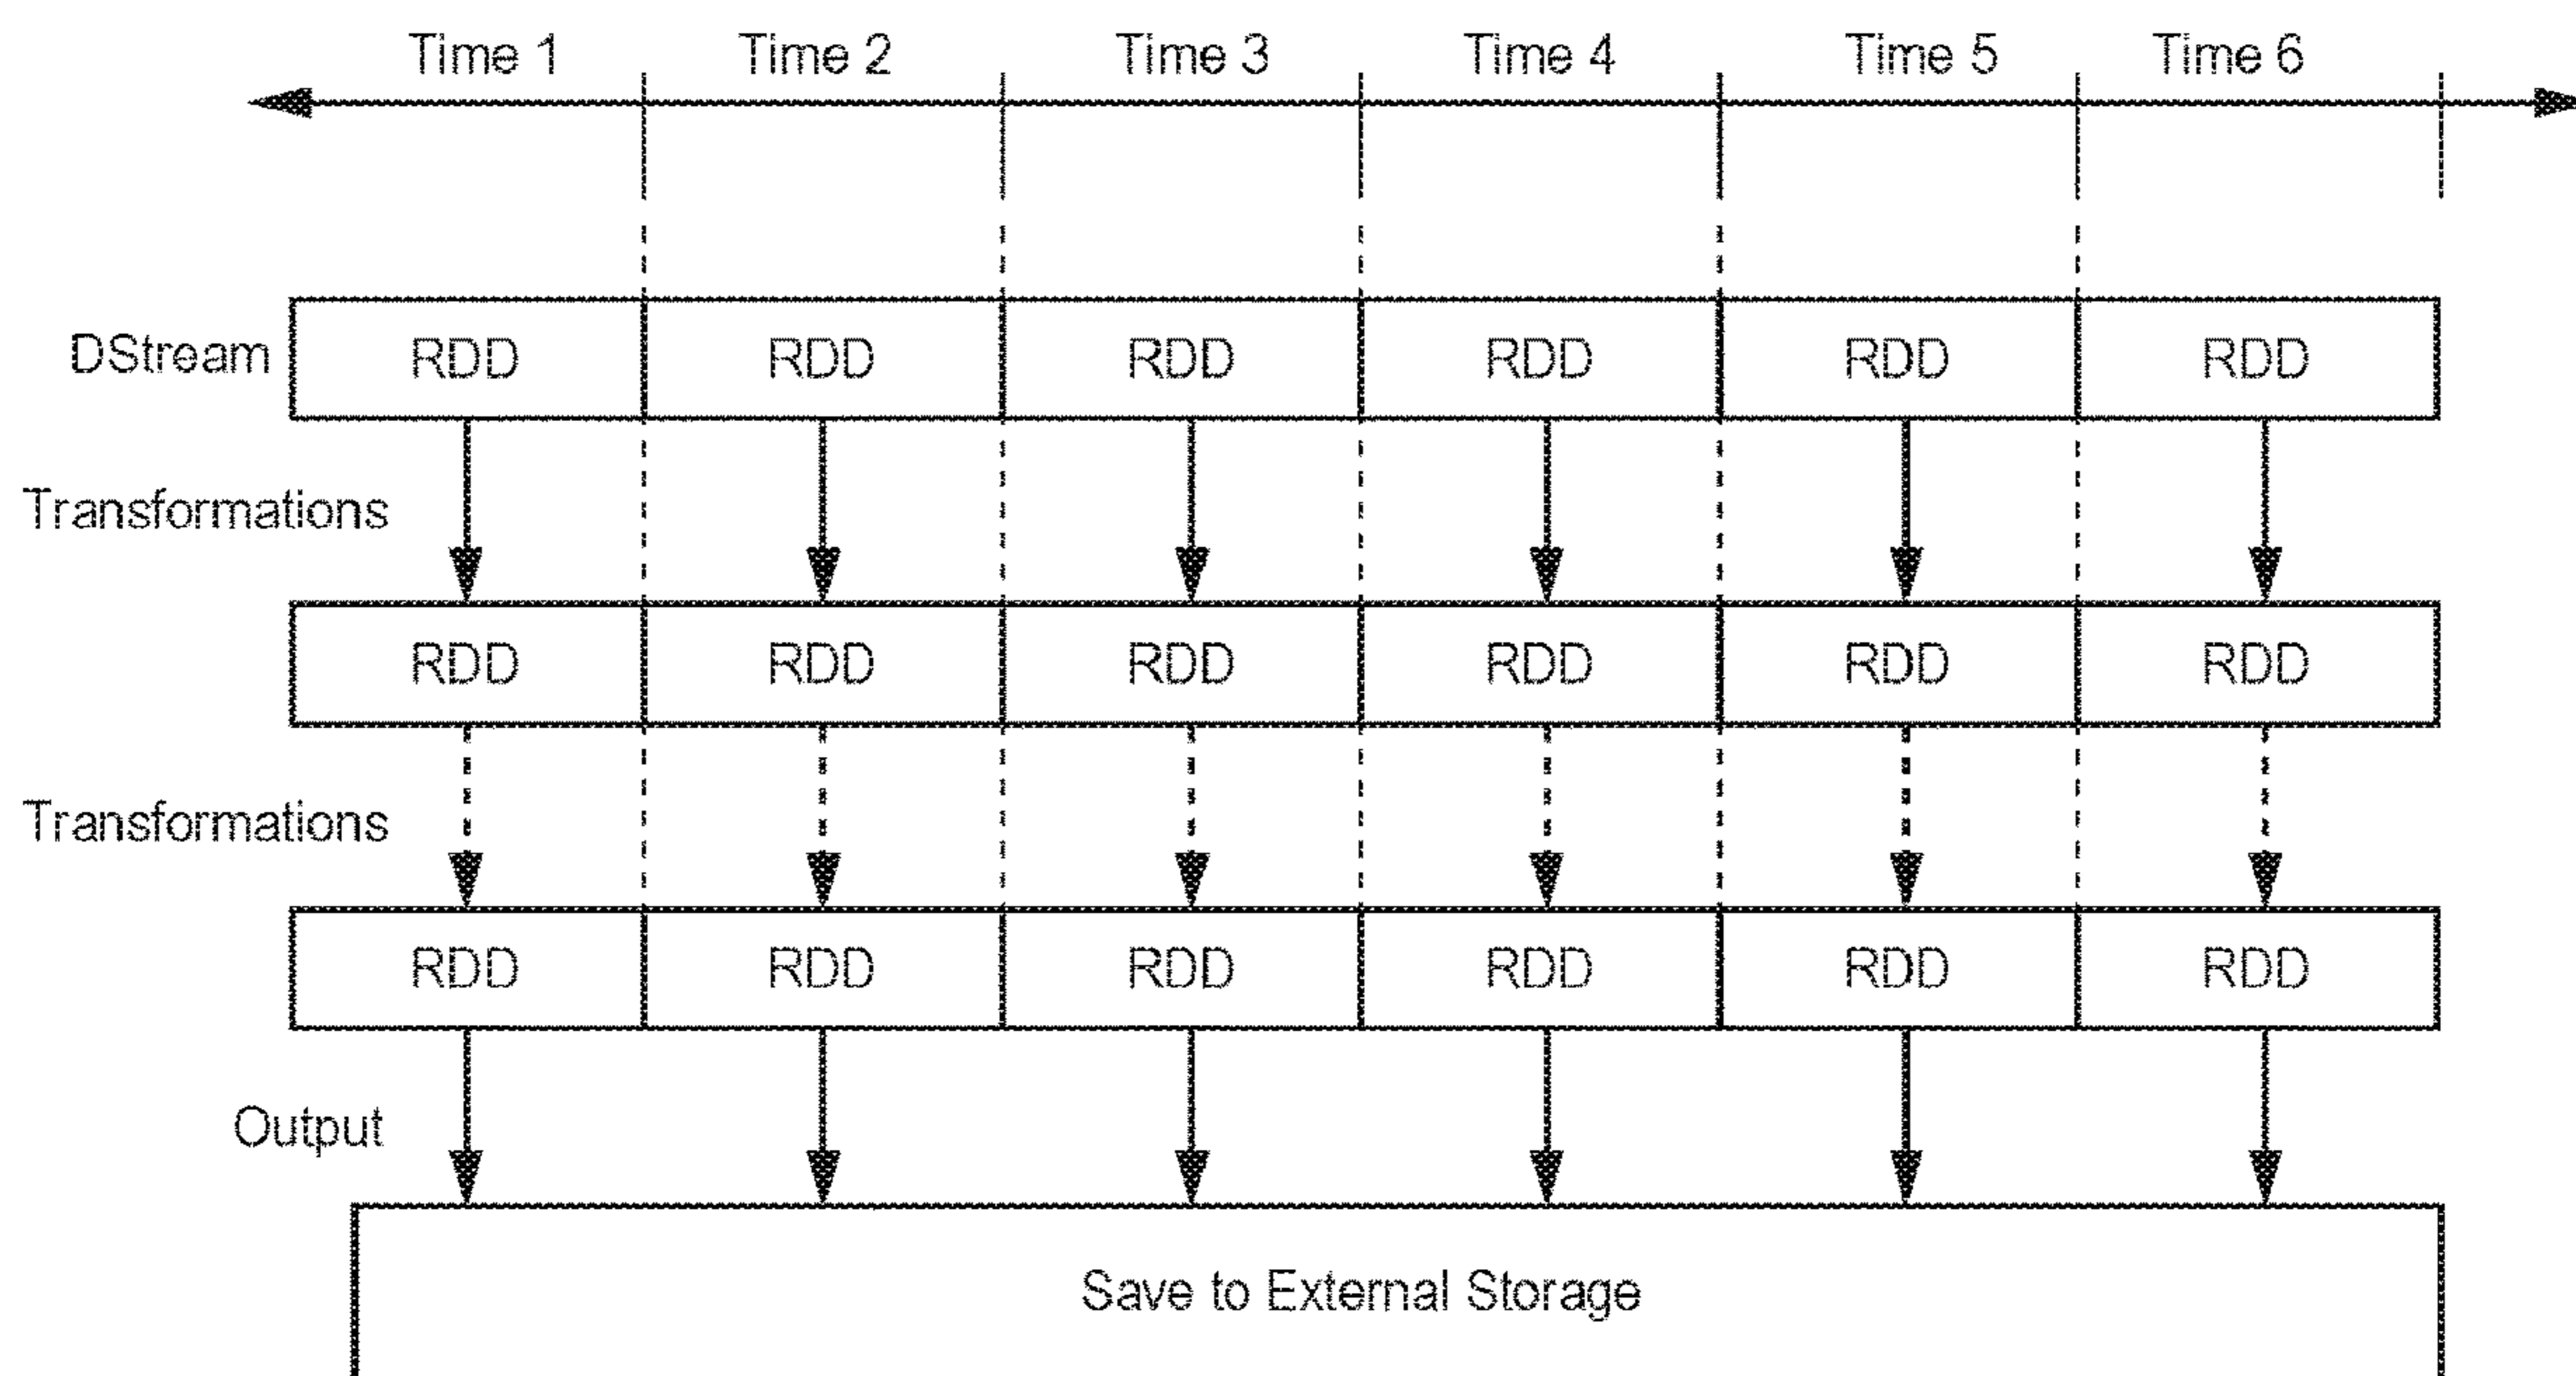 Time 1 Time 2 Time 3 Time 4 Time 5 Time 6
DStream RDD RDD RDD RDD RDD RDD
Transformations
RDD RDD RDD RDD RDD RDD
Transformations
RDD RDD RDD RDD RDD RDD
Output
Save to External Storage